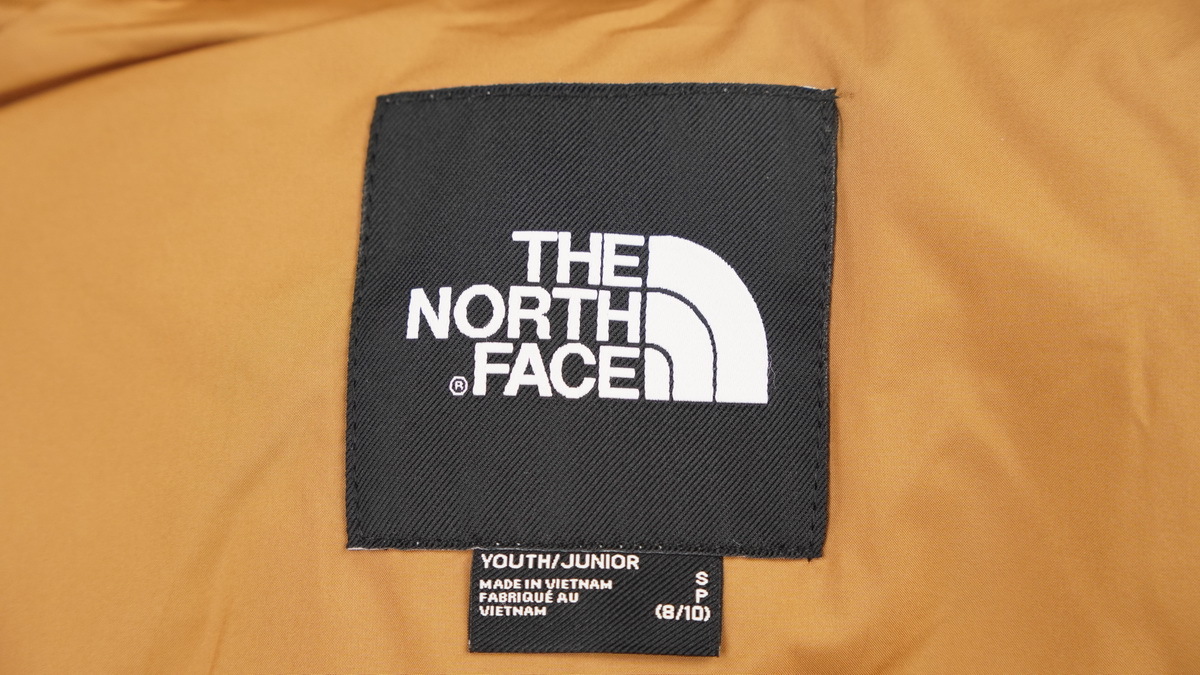 THE
NORTH
® FACE
YOUTH/JUNIOR
MADE IN VIETNAM S
FABRIQUÉ AU P
VIETNAM (8/10)